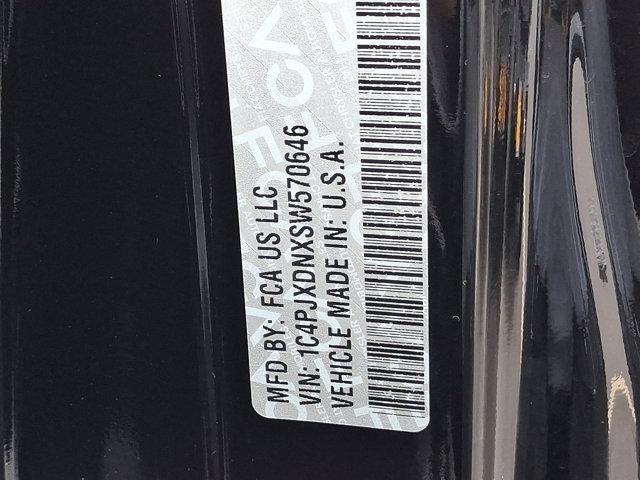 MFD BY: FCA US LLC
VIN: 1C4PJXDNXSW570646
VEHICLE MADE IN: U.S.A.